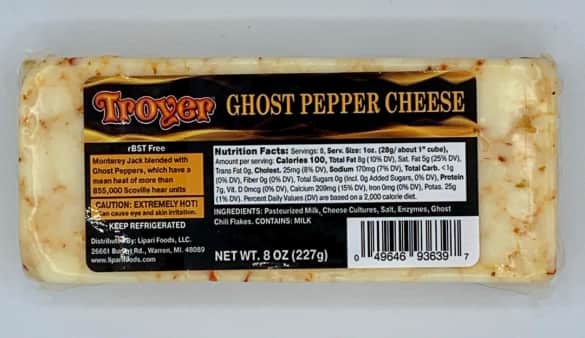 Troyer GHOST PEPPER CHEESE
rBST Free
Monterey Jack blended with
Ghost Peppers, which have a
mean heat of more than
855,000 Scoville hear units
CAUTION: EXTREMELY HOT!
Can cause eye and skin irritation.
KEEP REFRIGERATED
Distributed By: Lipari Foods, LLC.
26661 Bunert Rd., Warren, MI. 48089
www.liparifoods.com
Nutrition Facts: Servings: 8, Serv. Size: 1oz. (28g/ about 1" cube),
Amount per serving: Calories 100, Total Fat 8g (10% DV), Sat. Fat 5g (25% DV),
Trans Fat 0g, Cholest. 25mg (8% DV), Sodium 170mg (7% DV), Total Carb. <1g
(0% DV), Fiber 0g (0% DV), Total Sugars 0g (Incl. 0g Added Sugars, 0% DV), Protein
7g, Vit. D 0mcg (0% DV), Calcium 209mg (15% DV), Iron 0mg (0% DV), Potas. 25g
(1% DV). Percent Daily Values (DV) are based on a 2,000 calorie diet.
INGREDIENTS: Pasteurized Milk, Cheese Cultures, Salt, Enzymes, Ghost
Chili Flakes. CONTAINS: MILK
NET WT. 8 OZ (227g)
0 49646 93639 7